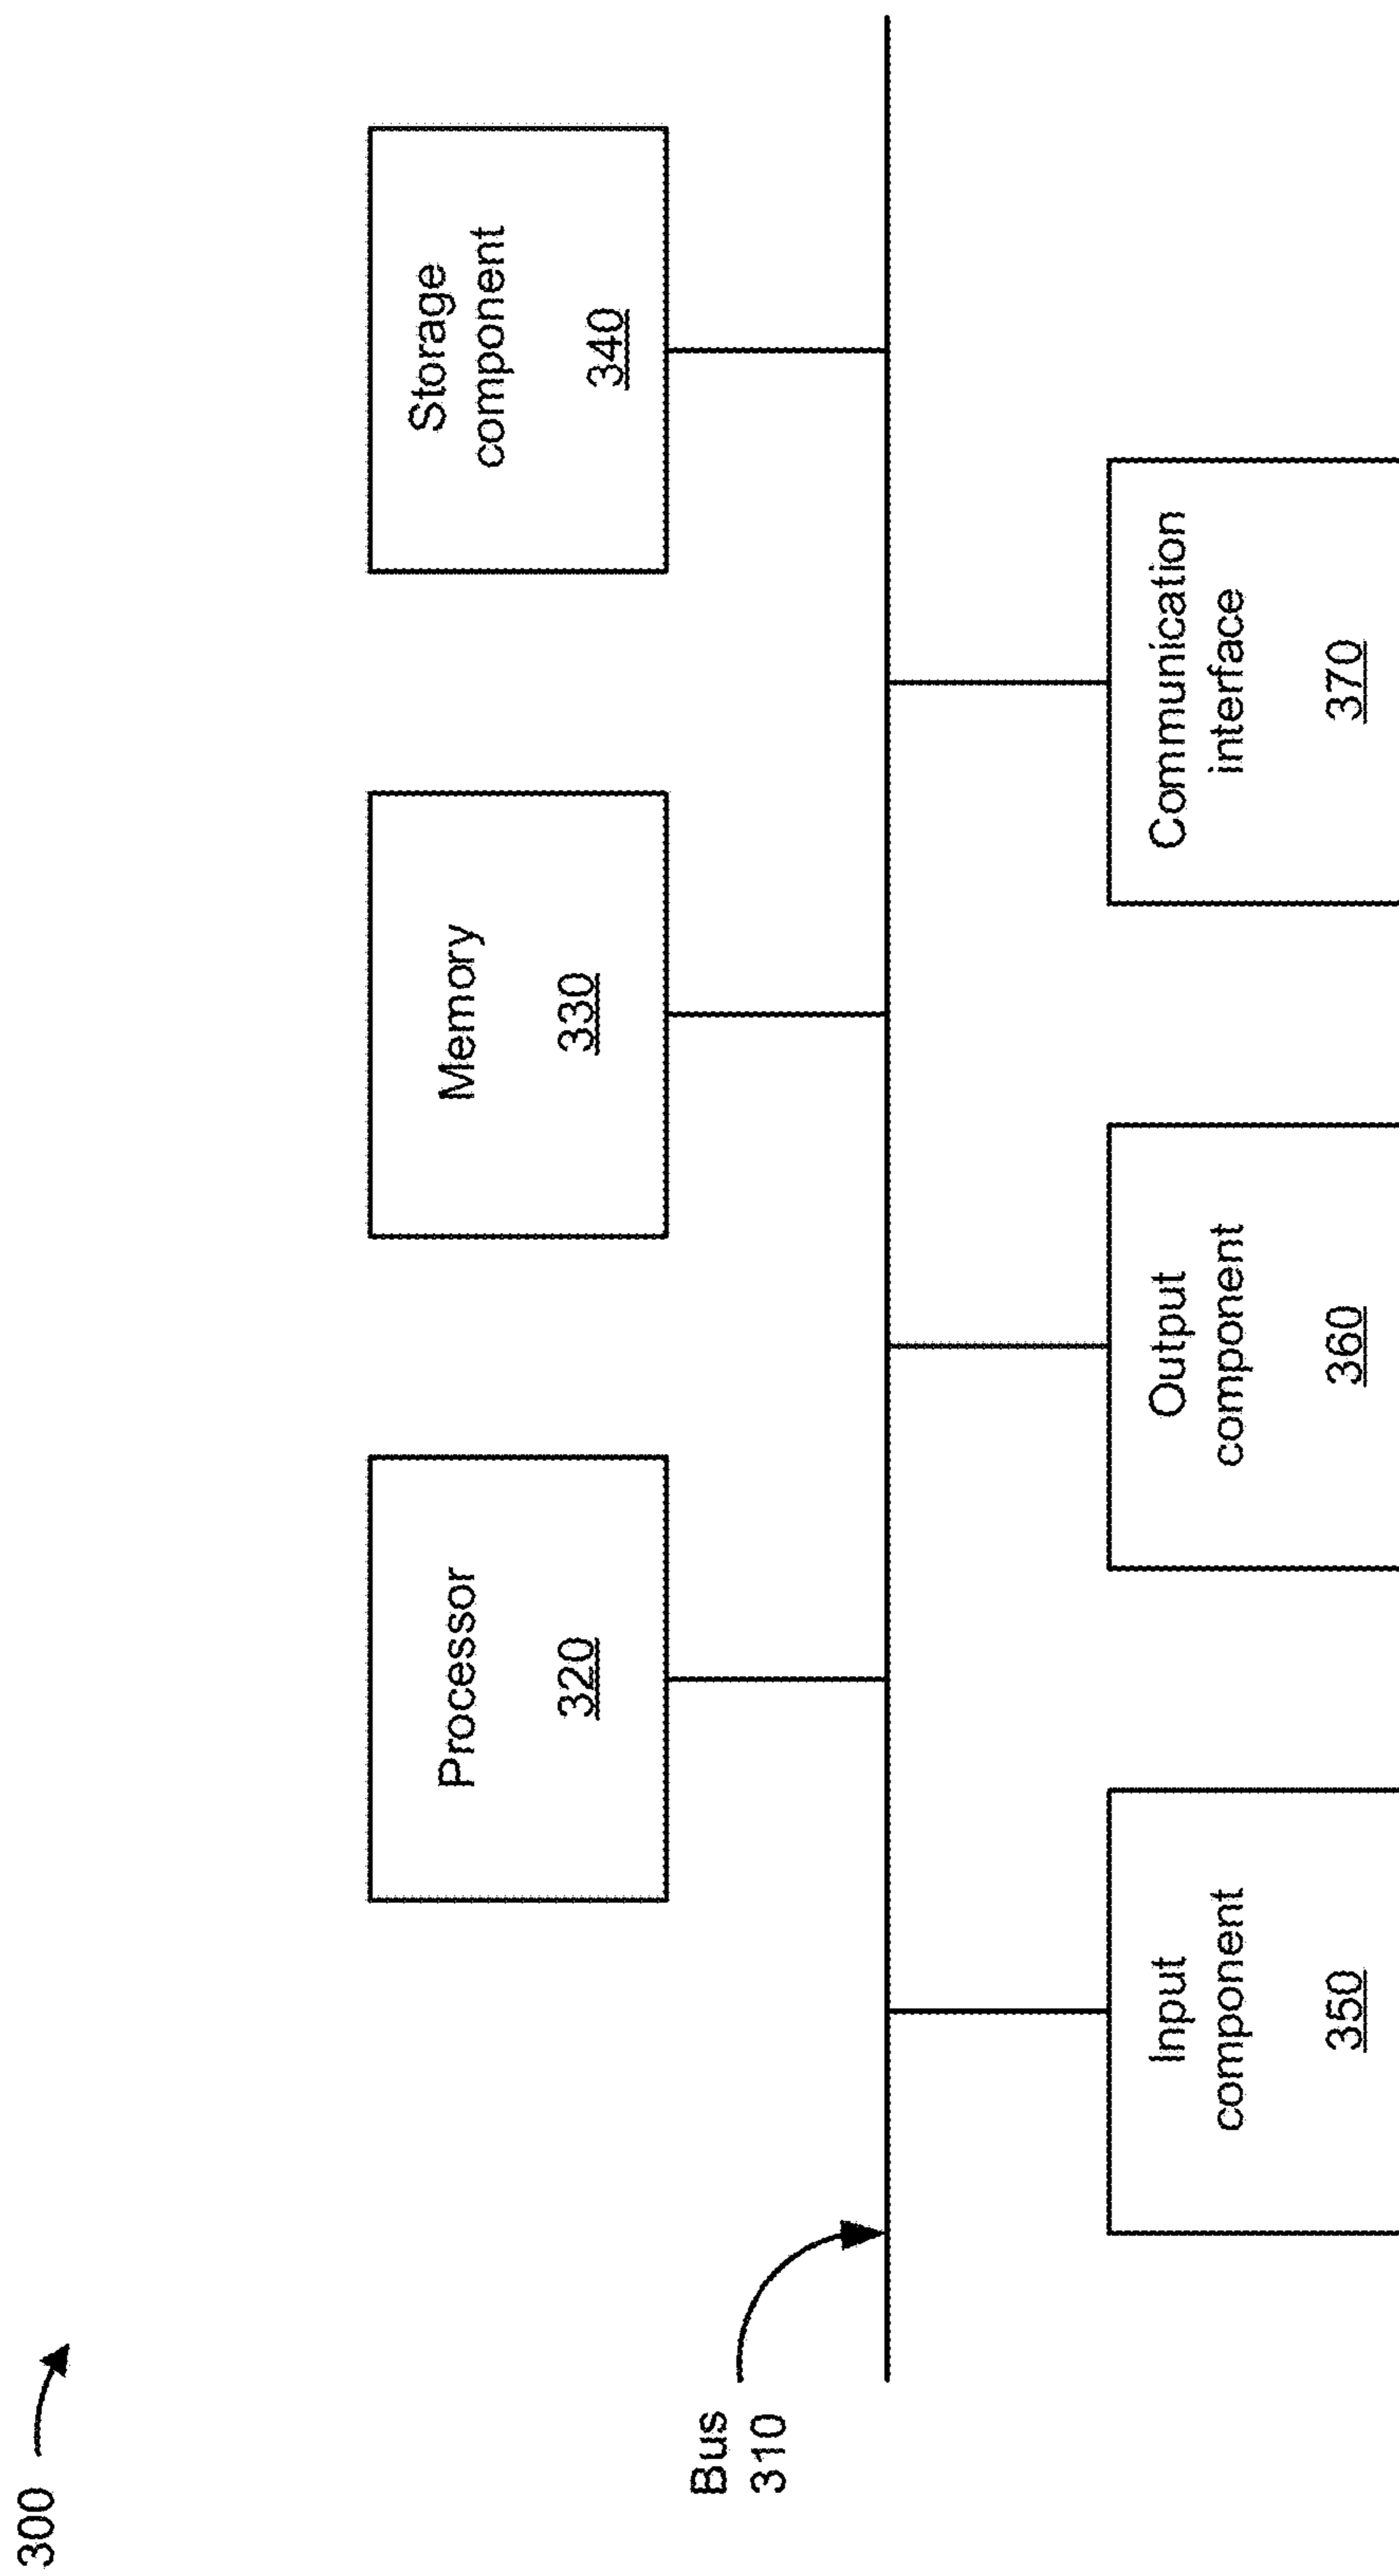 300
Processor
320
Memory
330
Storage
component
340
Bus
310
Input
component
350
Output
component
360
Communication
interface
370